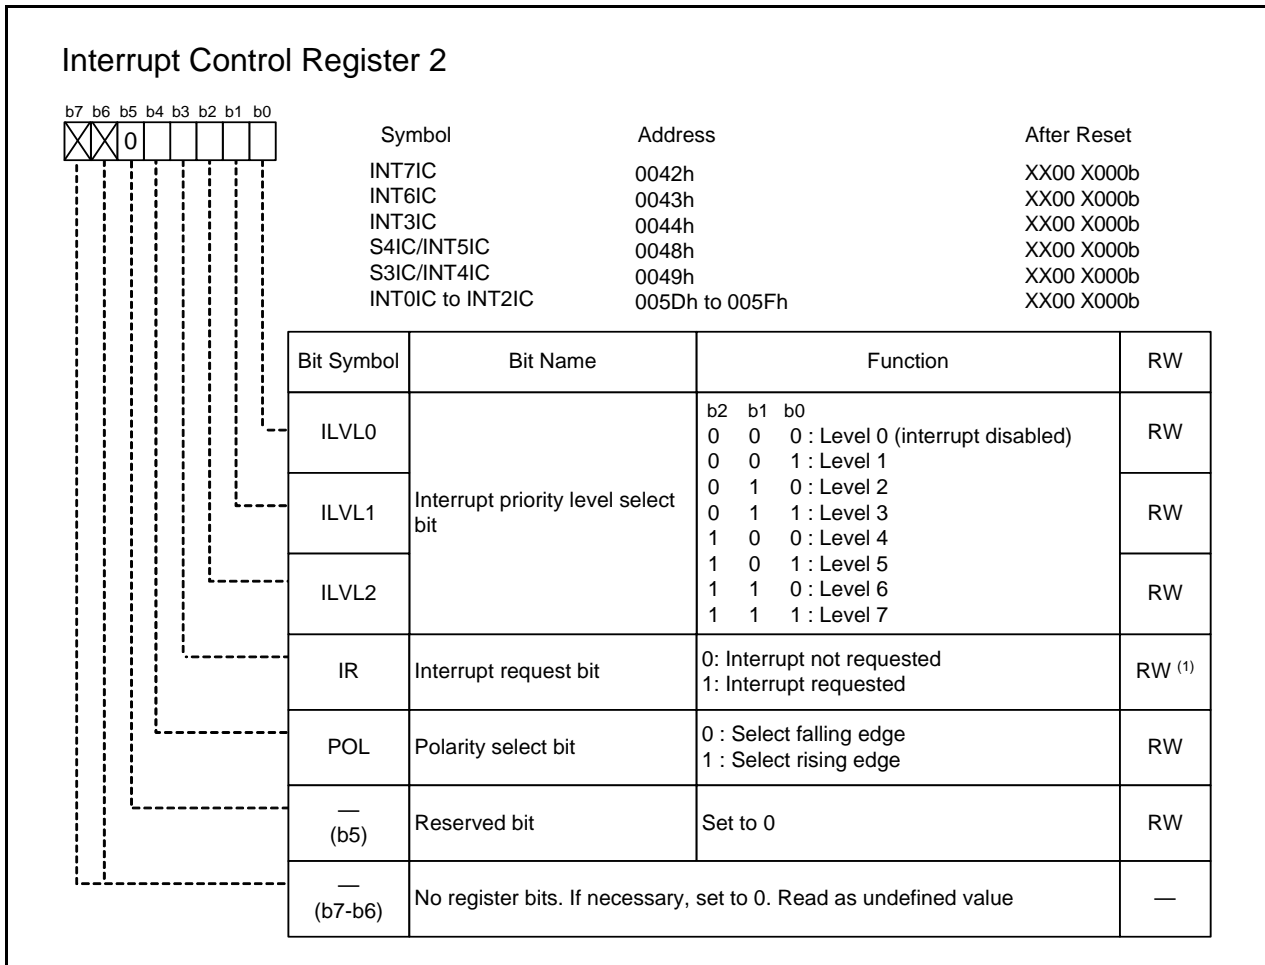 Interrupt Control Register 2
b7 b6 b5 b4 b3 b2 b1 b0
0
Symbol Address After Reset
INT7IC 0042h XX00 X000b
INT6IC 0043h XX00 X000b
INT3IC 0044h XX00 X000b
S4IC/INT5IC 0048h XX00 X000b
S3IC/INT4IC 0049h XX00 X000b
INT0IC to INT2IC 005Dh to 005Fh XX00 X000b
Bit Symbol Bit Name Function RW
ILVL0 RW
ILVL1 RW
ILVL2 RW
Interrupt priority level select
bit
b2 b1 b0
0 0 0 : Level 0 (interrupt disabled)
0 0 1 : Level 1
0 1 0 : Level 2
0 1 1 : Level 3
1 0 0 : Level 4
1 0 1 : Level 5
1 1 0 : Level 6
1 1 1 : Level 7
IR Interrupt request bit RW (1)
0: Interrupt not requested
1: Interrupt requested
POL Polarity select bit RW
0 : Select falling edge
1 : Select rising edge
—
(b5) Reserved bit Set to 0 RW
—
(b7-b6) No register bits. If necessary, set to 0. Read as undefined value —